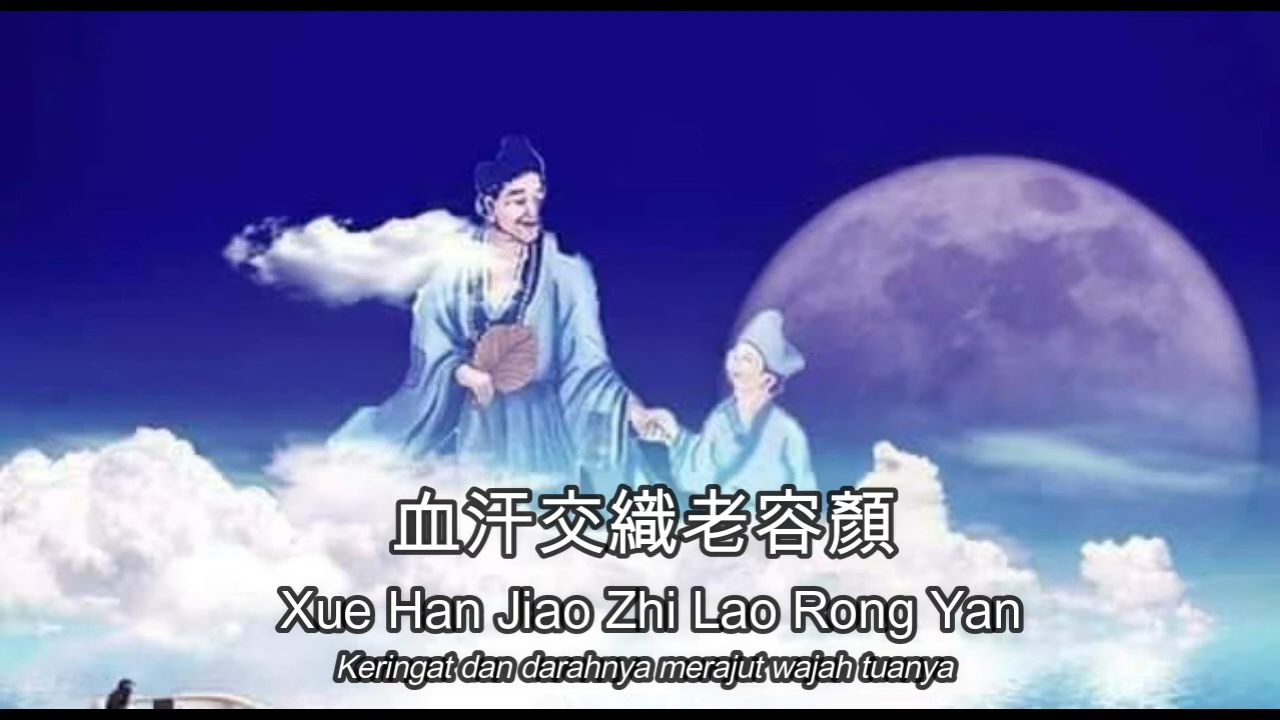 血汗交織老容顏
Xue Han Jiao Zhi Lao Rong Yan
Keringat dan darahnya merajut wajah tuanya